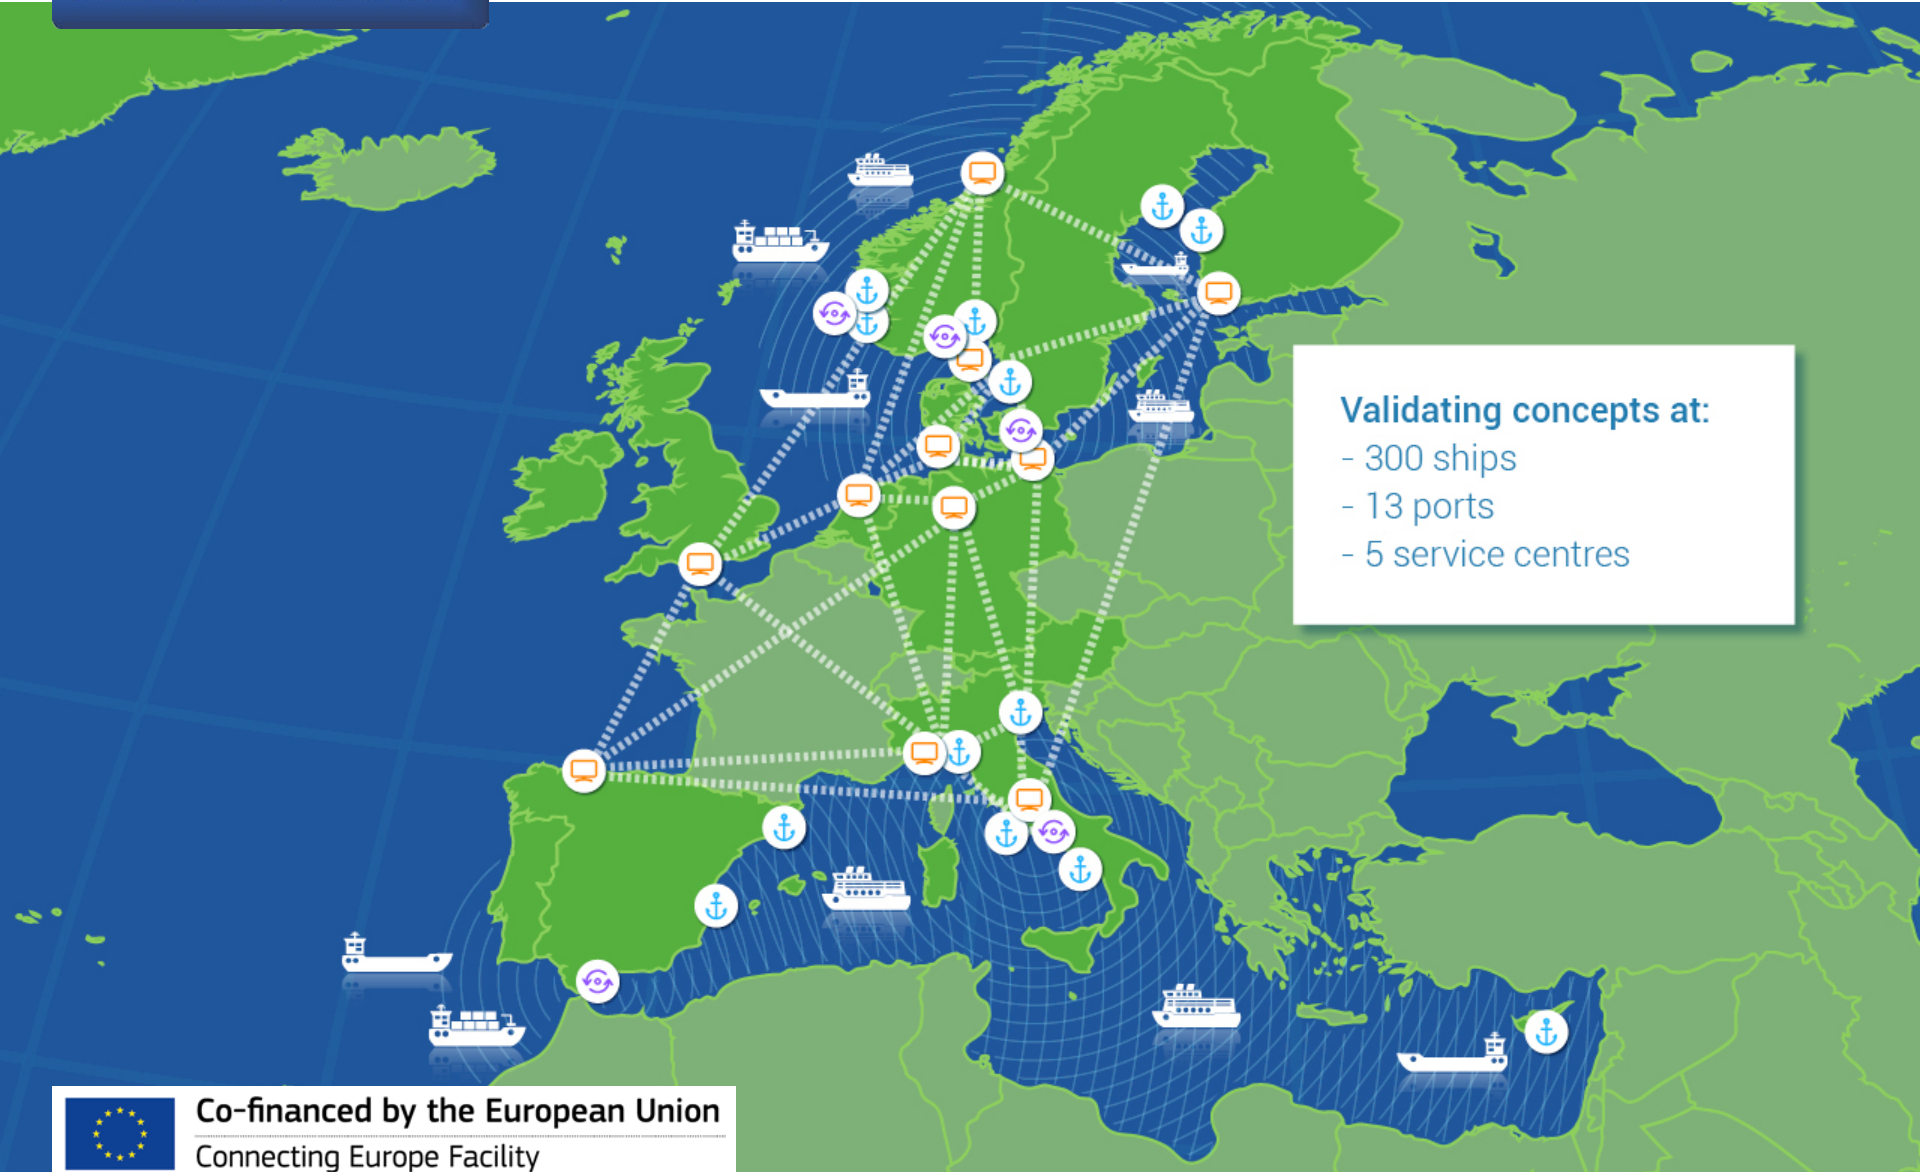 Validating concepts at:
- 300 ships
- 13 ports
- 5 service centres
Co-financed by the European Union
Connecting Europe Facility